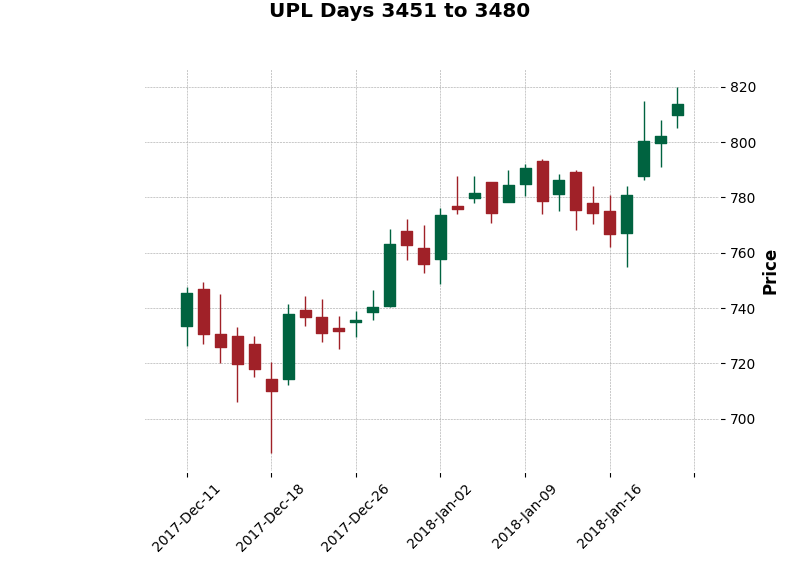 UPL Days 3451 to 3480
820
800
780
760
740
720
700
Price
2017-Dec-11
2017-Dec-18
2017-Dec-26
2018-Jan-02
2018-Jan-09
2018-Jan-16